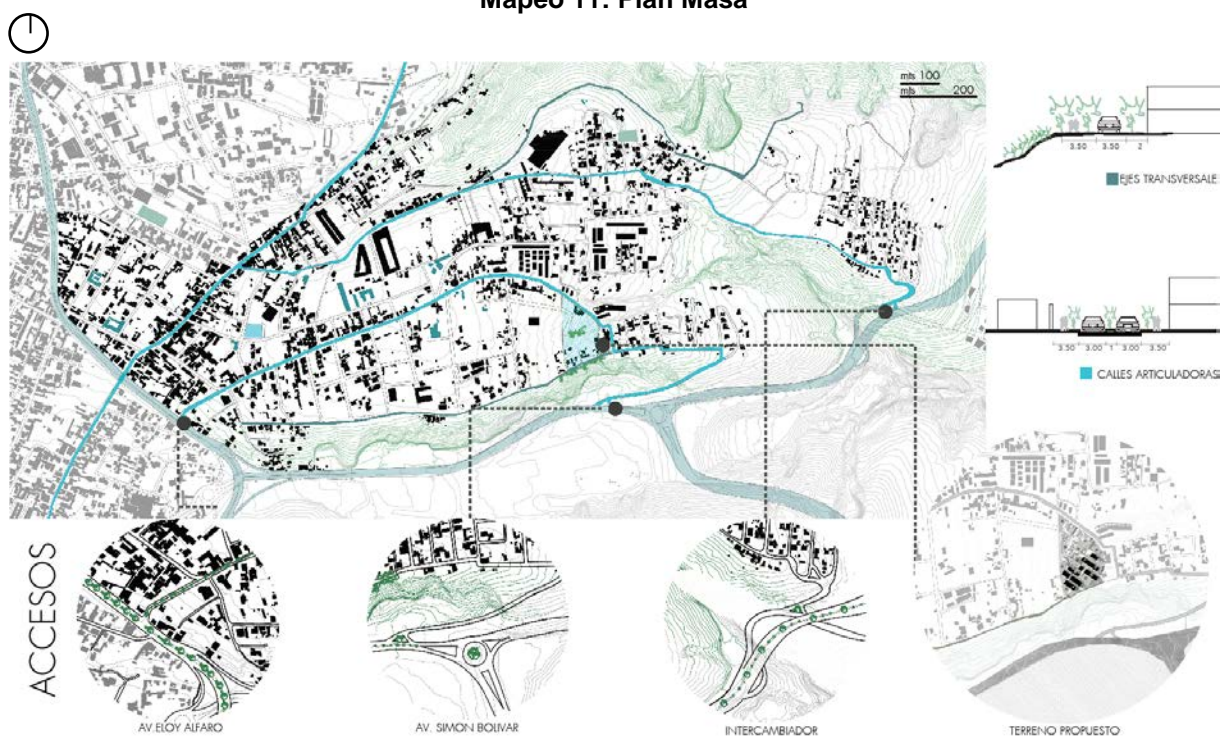 Mapeo 11: Plan Masa
mts 100
mts 200
3.50 3.50 2
EJES TRANSVERSALE
3.50 3.00 1 3.00 3.50
CALLES ARTICULADORAS
ACCESOS
AV.ELOY ALFARO
AV. SIMON BOLIVAR
INTERCAMBIADOR
TERRENO PROPUESTO